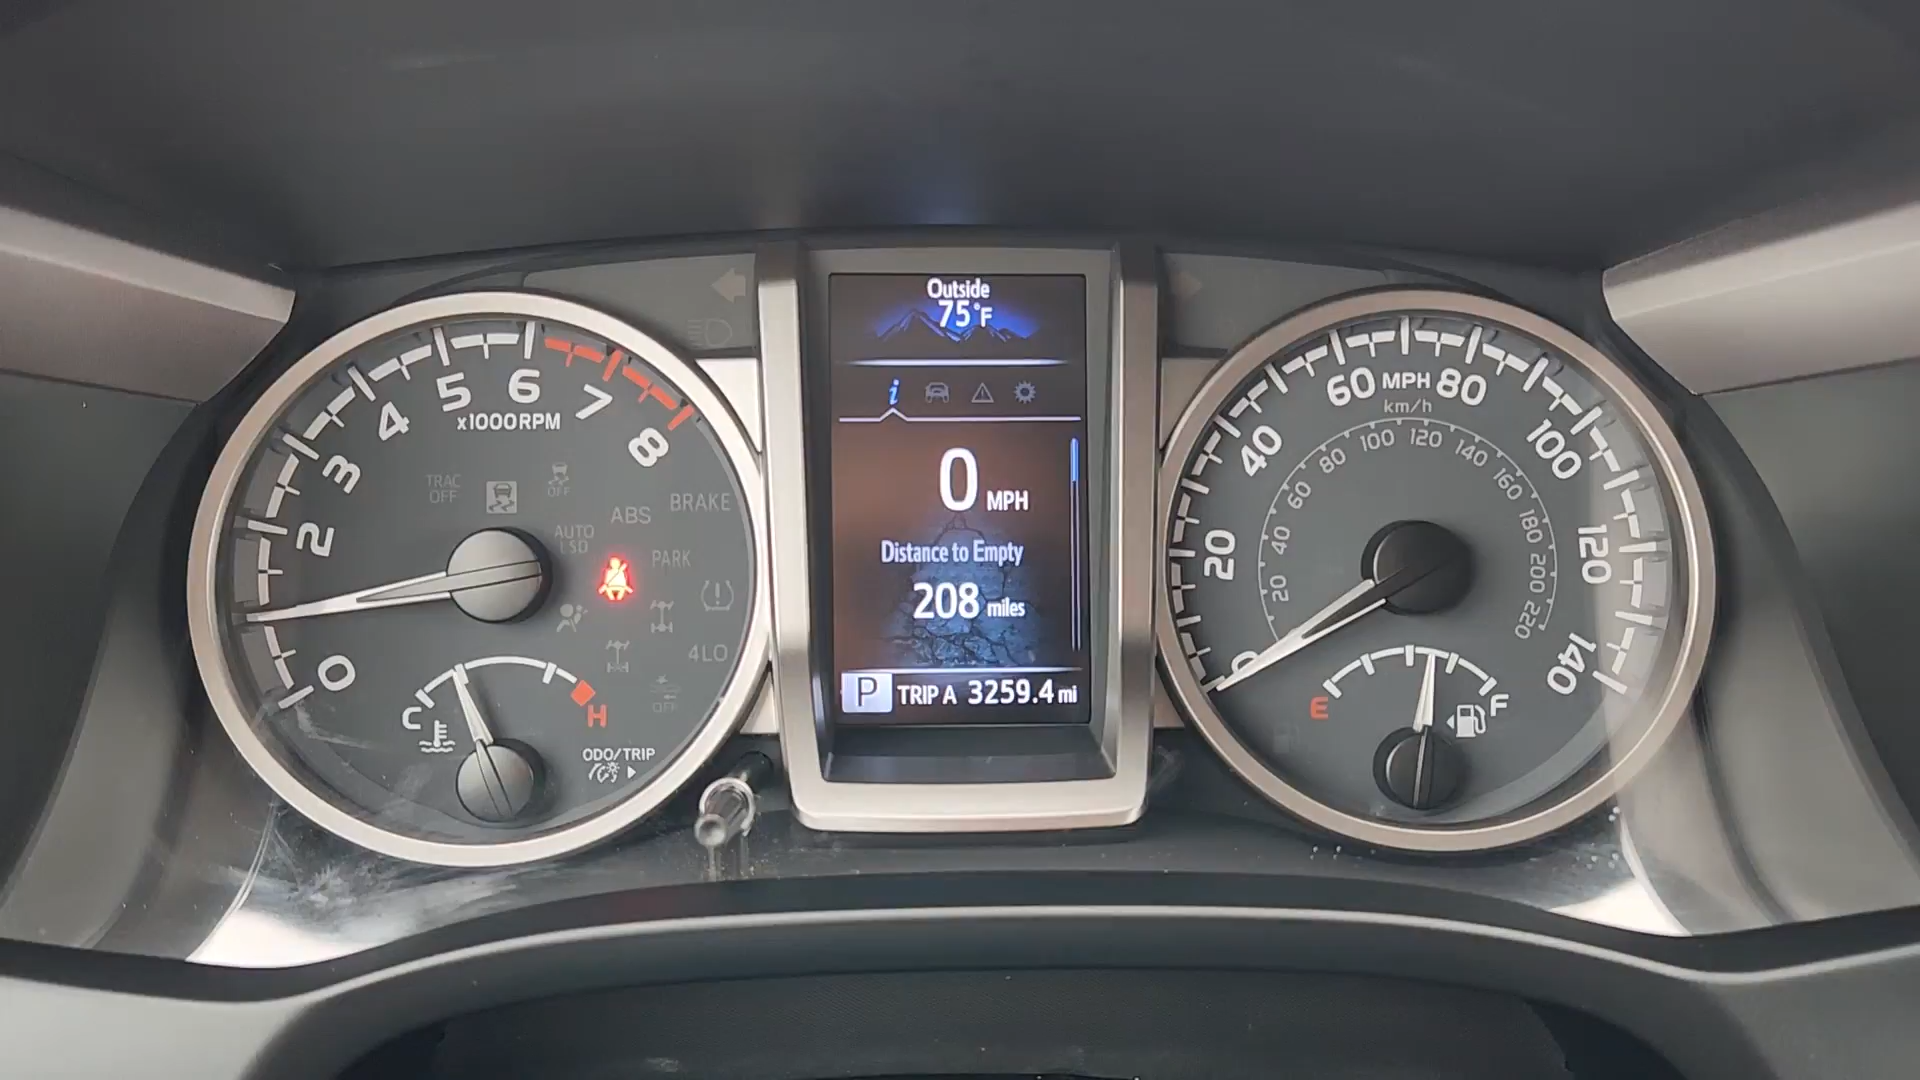 Outside
75°F
i
0 MPH
Distance to Empty
208 miles
P TRIP A 3259.4 mi
0
2
3
4
5
6
7
8
x1000RPM
TRAC
OFF
OFF
AUTO
LSD
ABS
BRAKE
PARK
4LO
OFF
C
H
ODO/TRIP
0
20
40
60
MPH
80
100
120
140
km/h
20
40
60
80
100
120
140
160
180
200
220
E
F